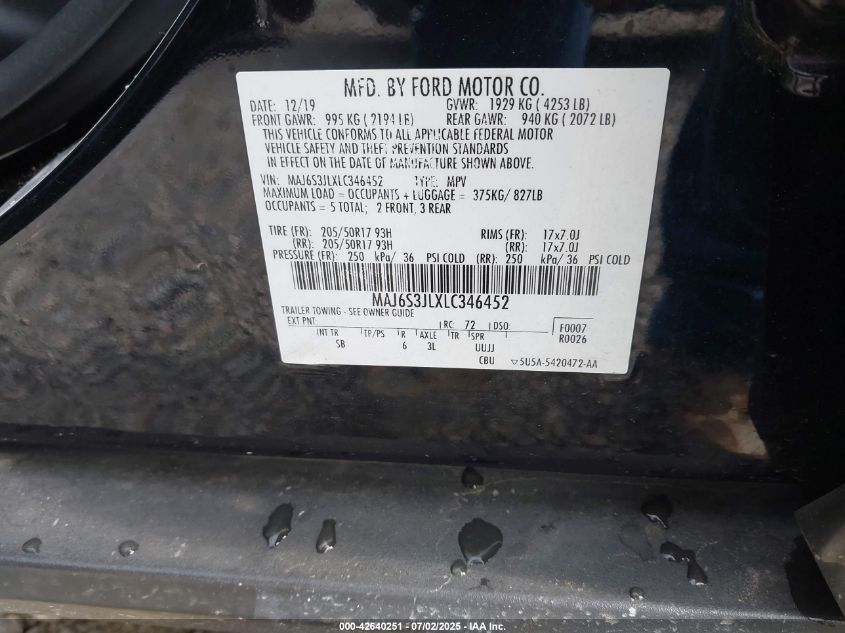 MFD. BY FORD MOTOR CO.
DATE: 12/19 GVWR: 1929 KG ( 4253 LB)
FRONT GAWR: 995 KG ( 2194 LB) REAR GAWR: 940 KG ( 2072 LB)
THIS VEHICLE CONFORMS TO ALL APPLICABLE FEDERAL MOTOR
VEHICLE SAFETY AND THEFT PREVENTION STANDARDS
IN EFFECT ON THE DATE OF MANUFACTURE SHOWN ABOVE.
VIN: MAJ6S3JLXLC346452 TYPE: MPV
MAXIMUM LOAD = OCCUPANTS + LUGGAGE = 375KG/ 827LB
OCCUPANTS = 5 TOTAL; 2 FRONT, 3 REAR
TIRE (FR): 205/50R17 93H RIMS (FR): 17x7.0J
(RR): 205/50R17 93H (RR): 17x7.0J
PRESSURE (FR): 250 kPa/ 36 PSI COLD (RR): 250 kPa/ 36 PSI COLD
MAJ6S3JLXLC346452
TRAILER TOWING - SEE OWNER GUIDE
EXT PNT: RC: 72 DSO: F0007
R0026
INT TR TP/PS R AXLE TR SPR
SB 6 3L UUJJ
CBU 5U5A-5420472-AA
000-42640251 - 07/02/2025 - IAA Inc.